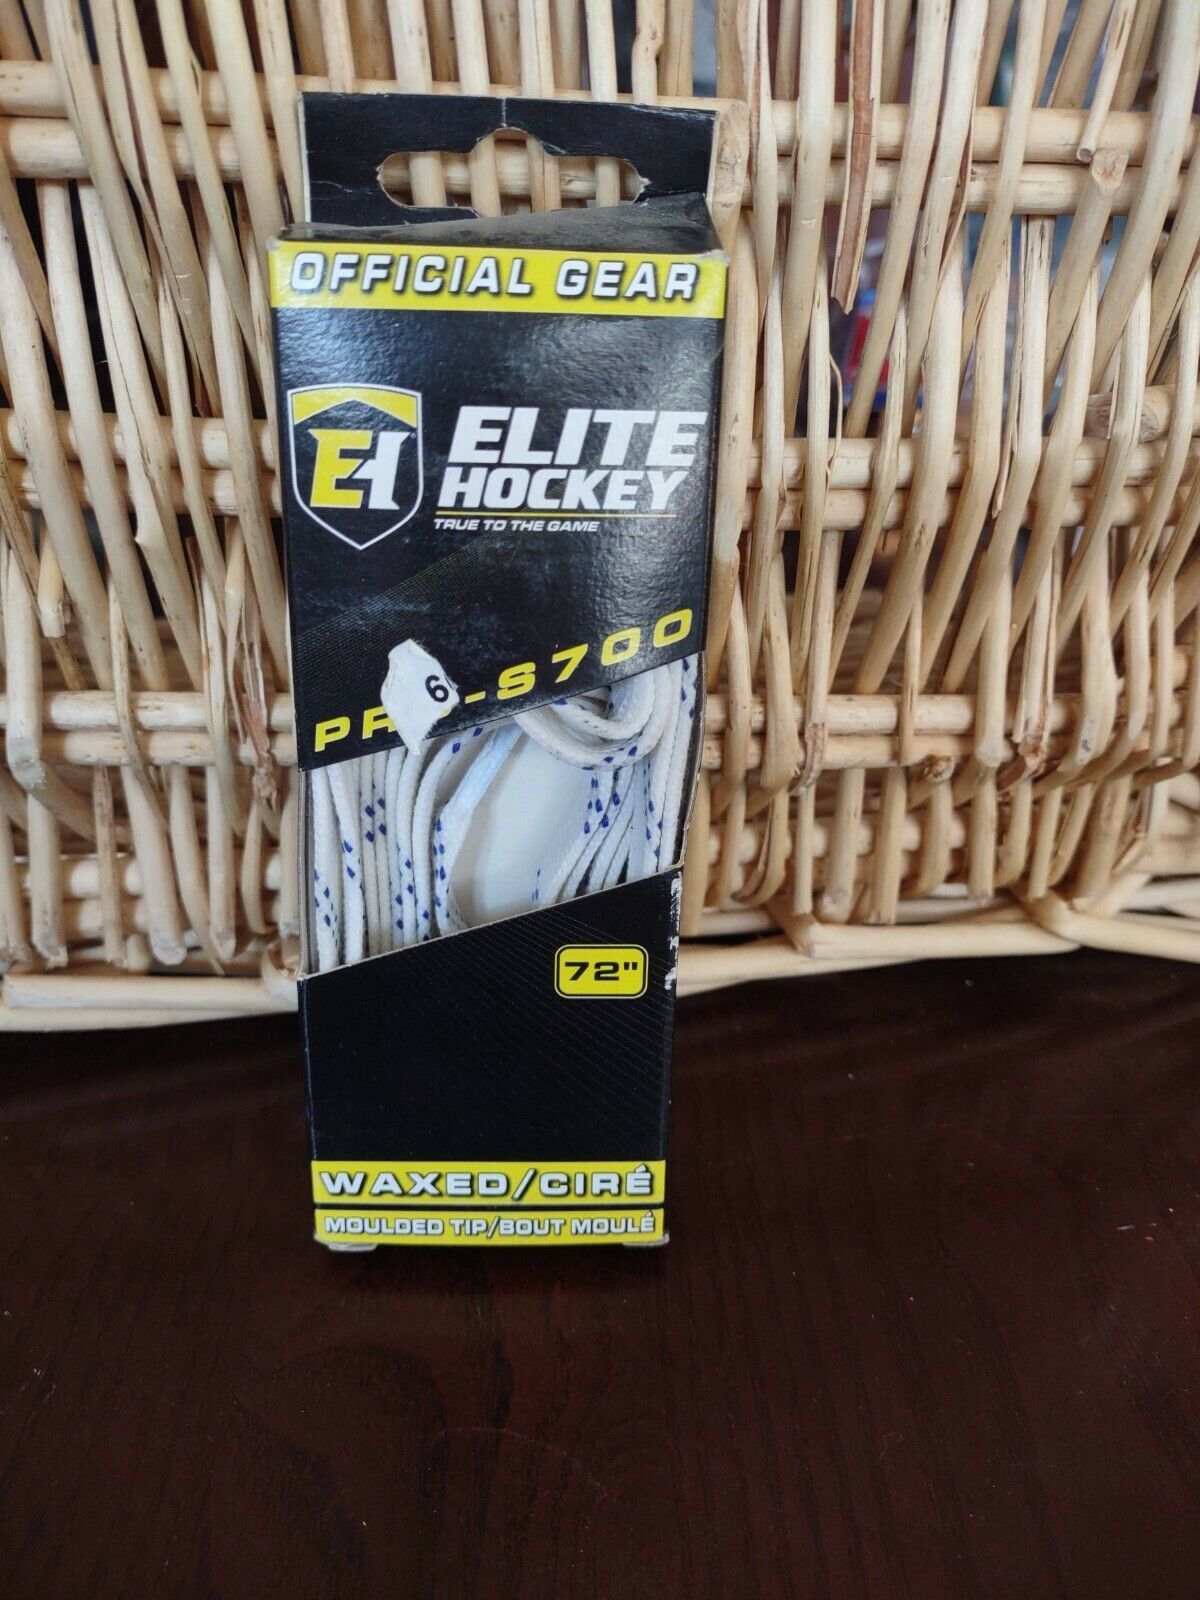 OFFICIAL GEAR
EH
ELITE
HOCKEY
TRUE TO THE GAME
-S700
6
72"
WAXED/CIRÉ
MOULDED TIP/BOUT MOULÉ